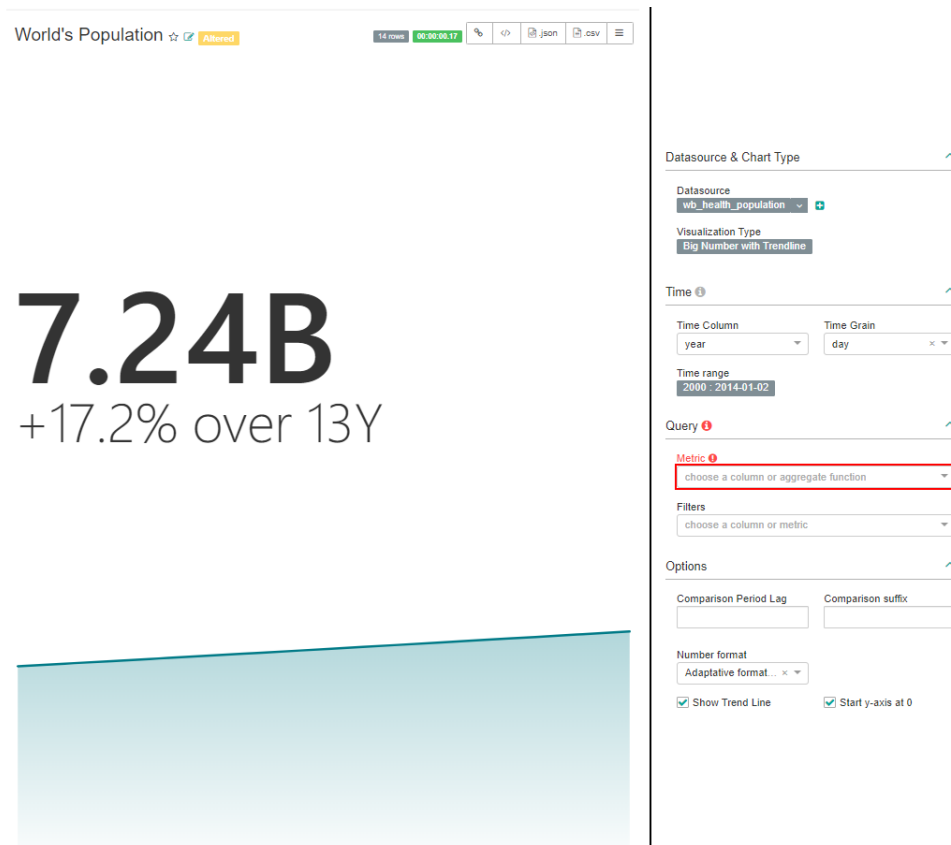 World's Population Altered 14 rows 00:00:00.17 </> .json .csv
7.24B
+17.2% over 13Y
Datasource & Chart Type
Datasource
wb_health_population
Visualization Type
Big Number with Trendline
Time
Time Column Time Grain
year day
Time range
2000 : 2014-01-02
Query
Metric
choose a column or aggregate function
Filters
choose a column or metric
Options
Comparison Period Lag Comparison suffix
Number format
Adaptative format...
Show Trend Line Start y-axis at 0